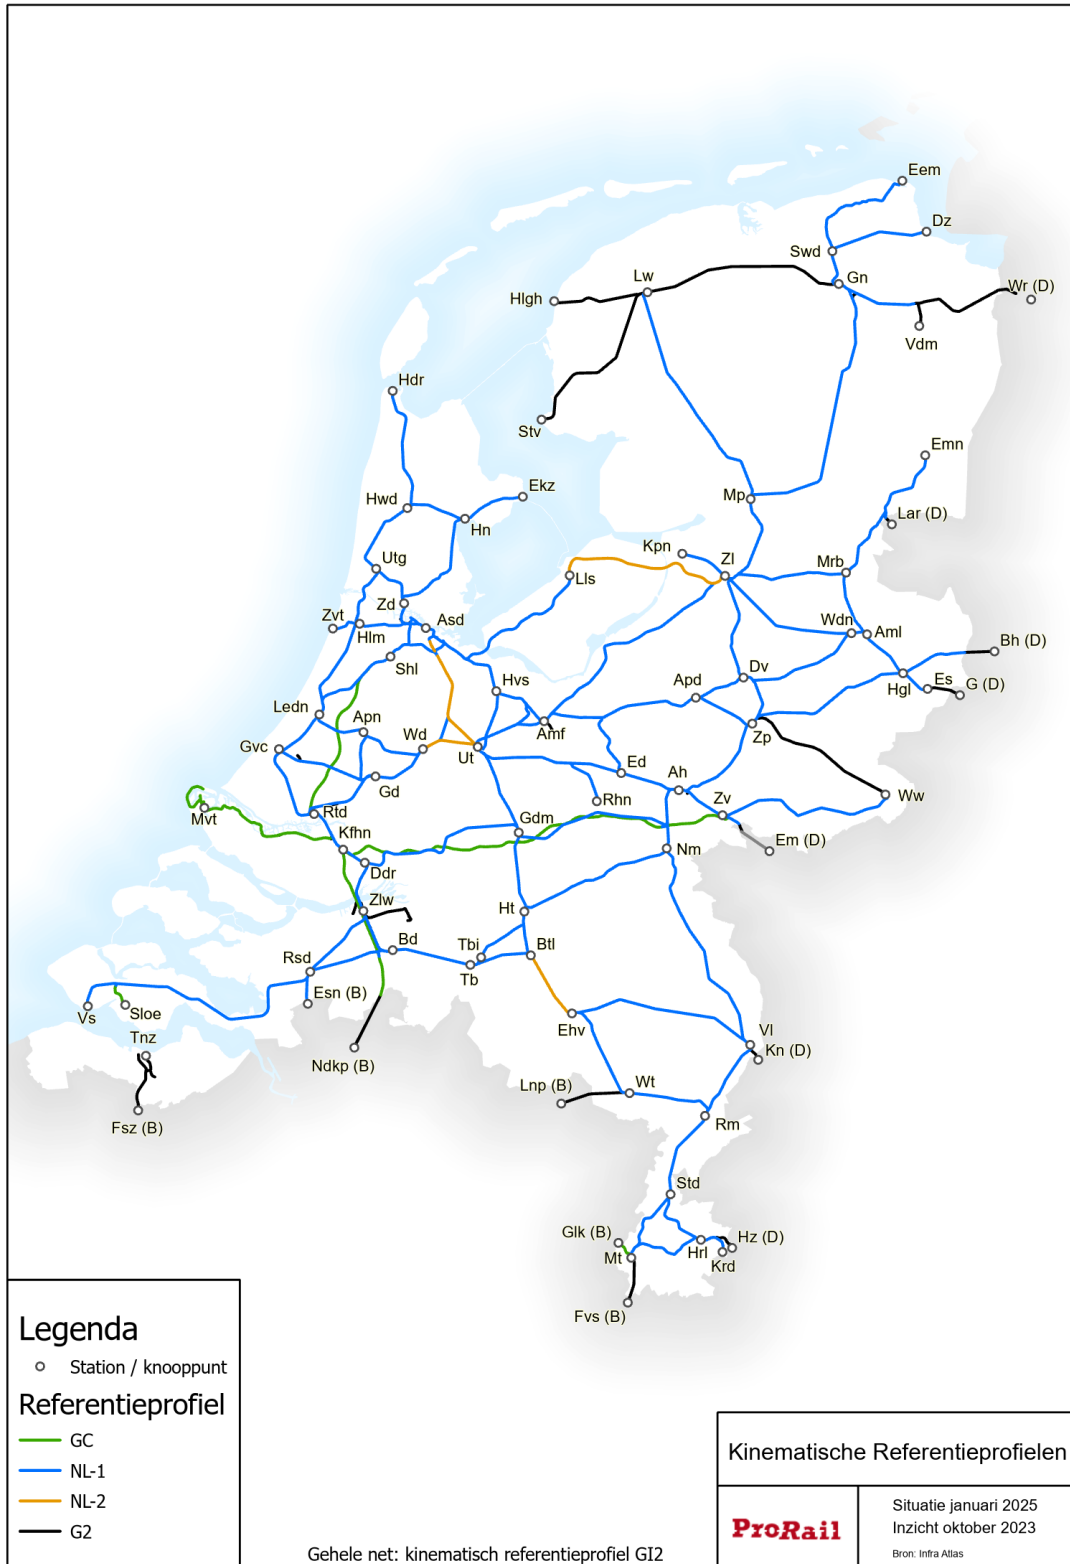 Eem
Dz
Swd
Gn
Lw
Hlgh
Wr (D)
Vdm
Hdr
Stv
Emn
Ekz
Mp
Hwd
Lar (D)
Hn
Kpn
Zl
Utg
Lls
Mrb
Zd
Zvt
Asd
Hlm
Wdn
Aml
Bh (D)
Shl
Hvs
Dv
Apd
Hgl
Es
G (D)
Ledn
Apn
Amf
Zp
Gvc
Wd
Ut
Ed
Ah
Gd
Rhn
Zv
Ww
Mvt
Rtd
Gdm
Kfhn
Em (D)
Nm
Ddr
Zlw
Ht
Bd
Tbi
Btl
Rsd
Tb
Esn (B)
Vs
Sloe
Ehv
Tnz
Vl
Kn (D)
Ndkp (B)
Lnp (B)
Wt
Fsz (B)
Rm
Std
Glk (B)
Hz (D)
Mt
Hrl
Krd
Fvs (B)
Legenda
Station / knooppunt
Referentieprofiel
GC
NL-1
NL-2
G2
Gehele net: kinematisch referentieprofiel GI2
Kinematische Referentieprofielen
ProRail
Situatie januari 2025
Inzicht oktober 2023
Bron: Infra Atlas